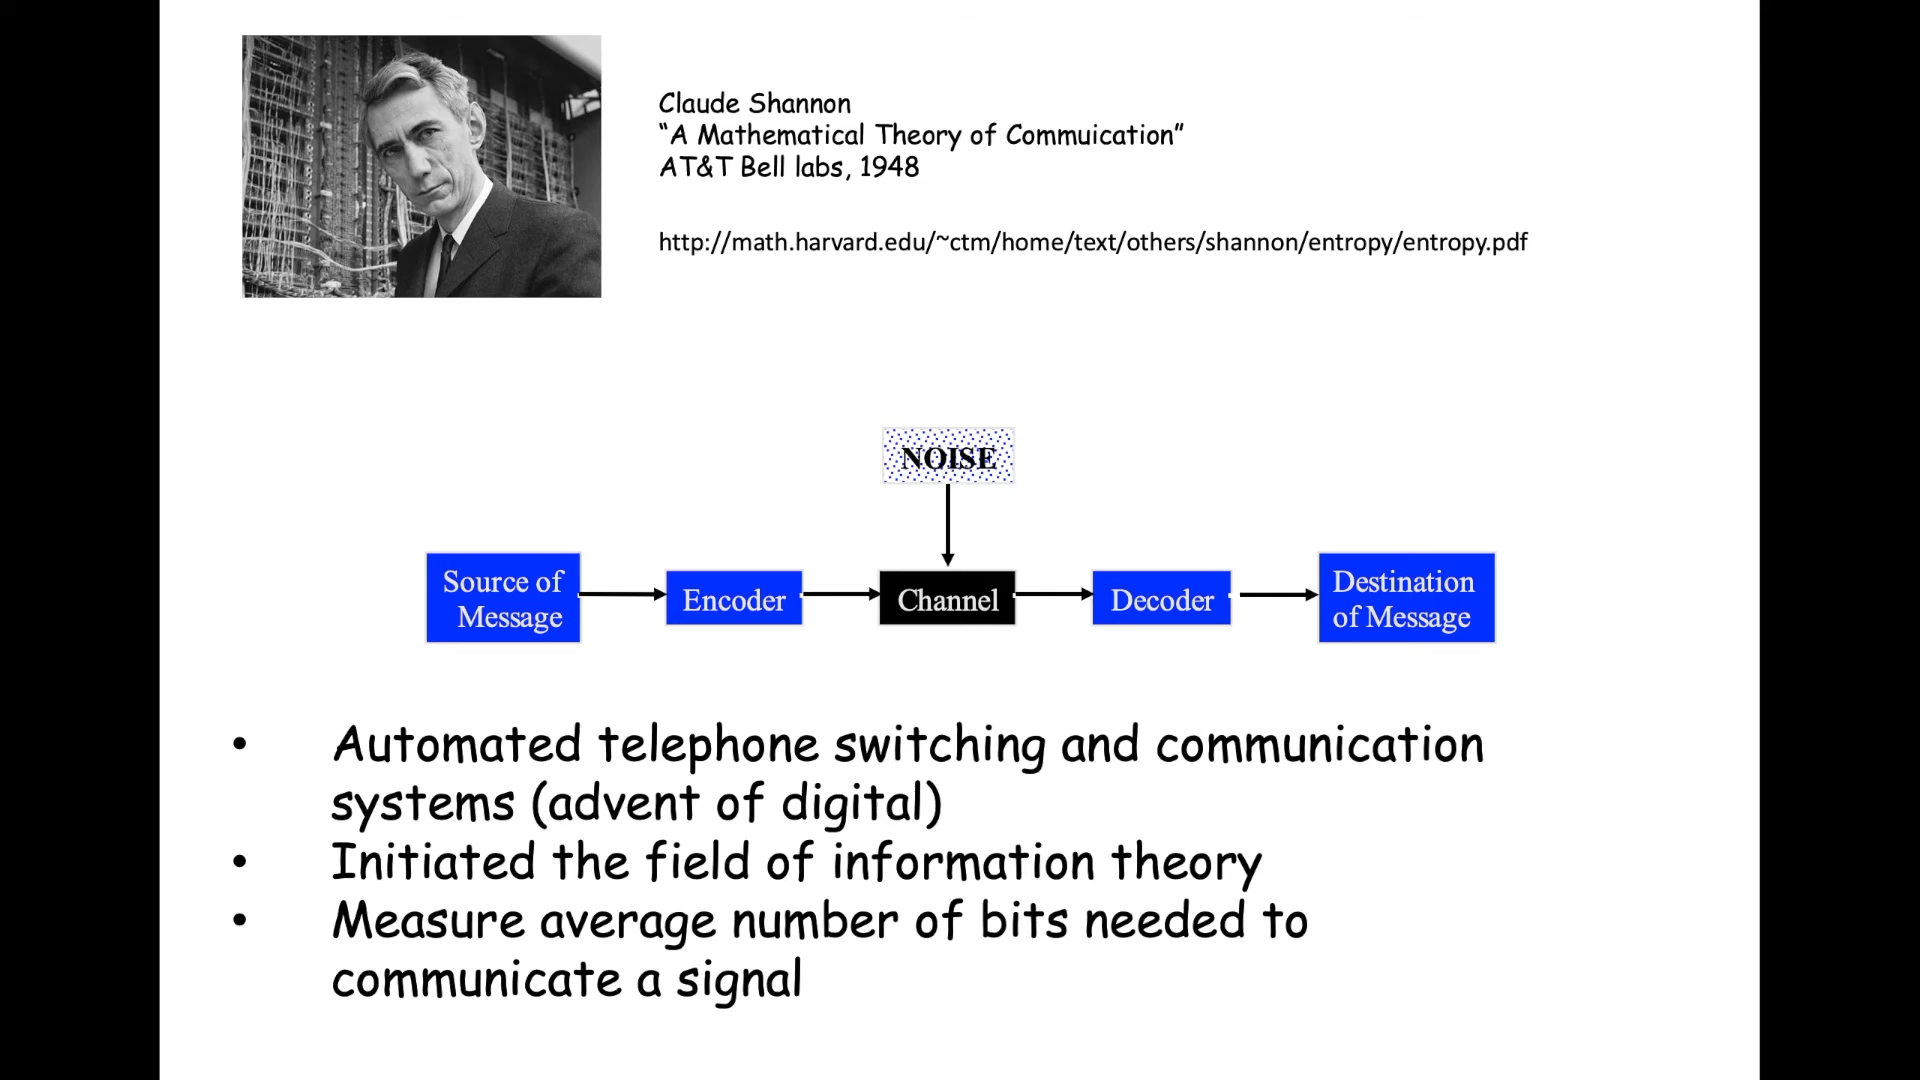 Claude Shannon
“A Mathematical Theory of Commuication”
AT&T Bell labs, 1948
http://math.harvard.edu/~ctm/home/text/others/shannon/entropy/entropy.pdf
NOISE
Source of
Message
Encoder
Channel
Decoder
Destination
of Message
• Automated telephone switching and communication
systems (advent of digital)
• Initiated the field of information theory
• Measure average number of bits needed to
communicate a signal